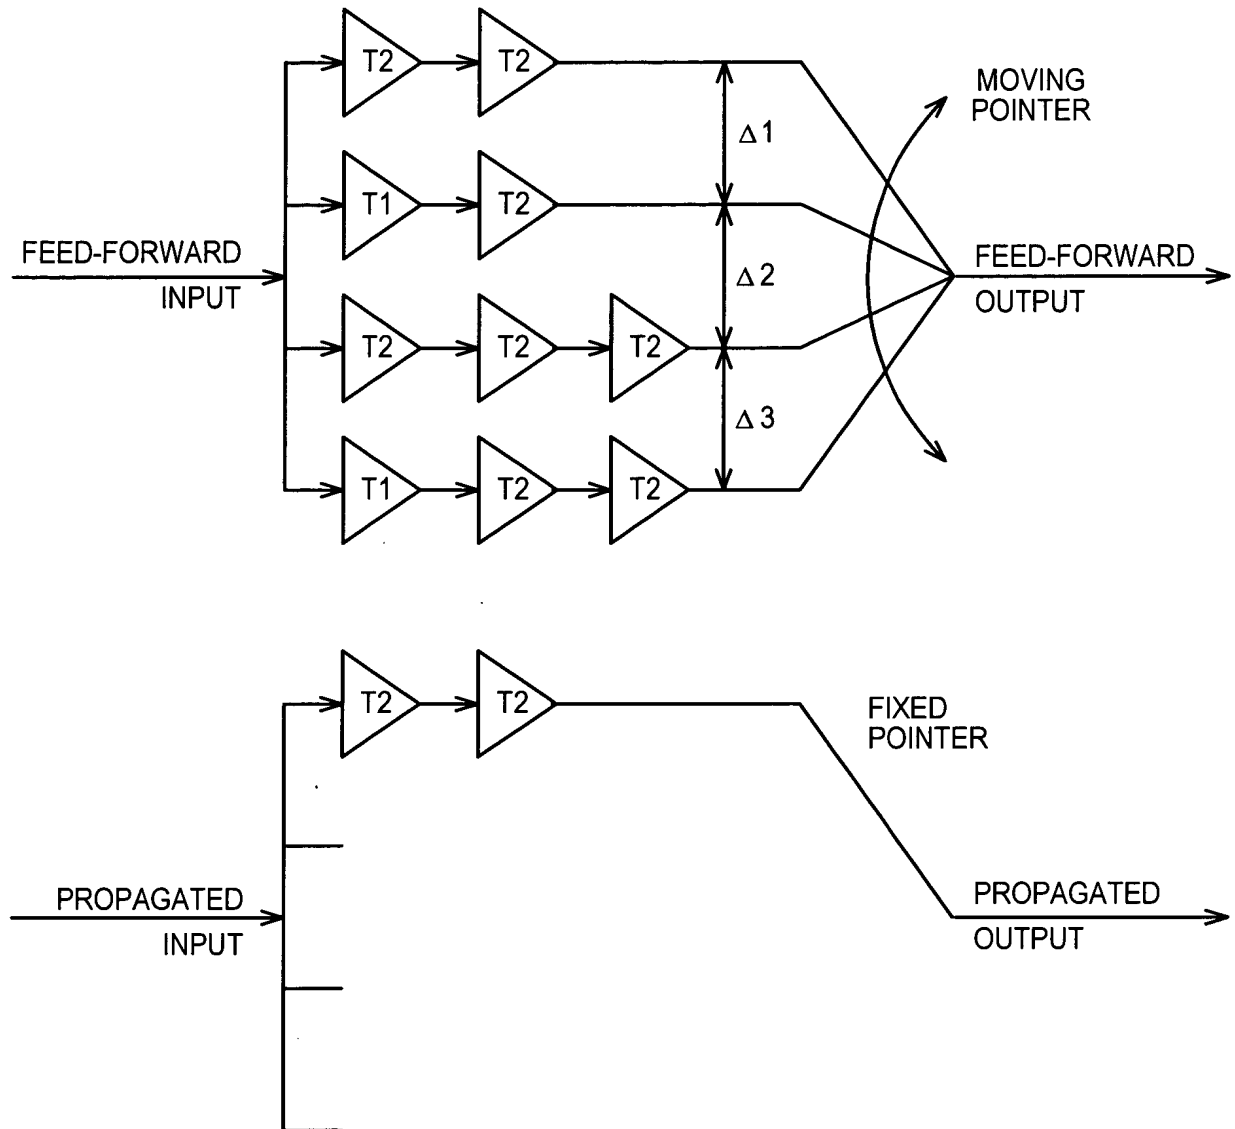 T2 T2
MOVING
POINTER
Δ1
T1 T2
FEED-FORWARD
INPUT
Δ2
FEED-FORWARD
OUTPUT
T2 T2 T2
Δ3
T1 T2 T2
T2 T2
FIXED
POINTER
PROPAGATED
INPUT
PROPAGATED
OUTPUT